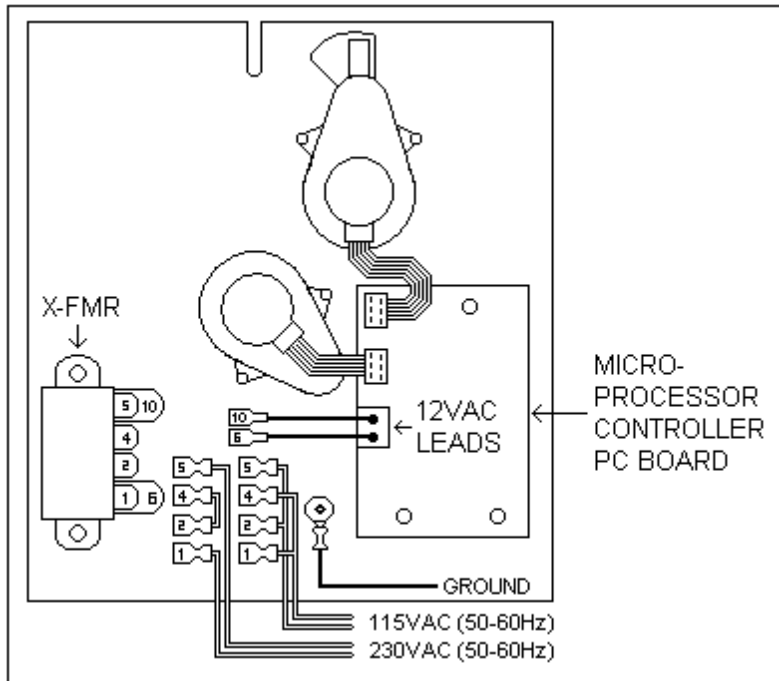 X-FMR
5 10
4
2
1 6
10
6
12VAC
LEADS
MICRO-
PROCESSOR
CONTROLLER
PC BOARD
5
4
2
1
5
4
2
1
GROUND
115VAC (50-60Hz)
230VAC (50-60Hz)